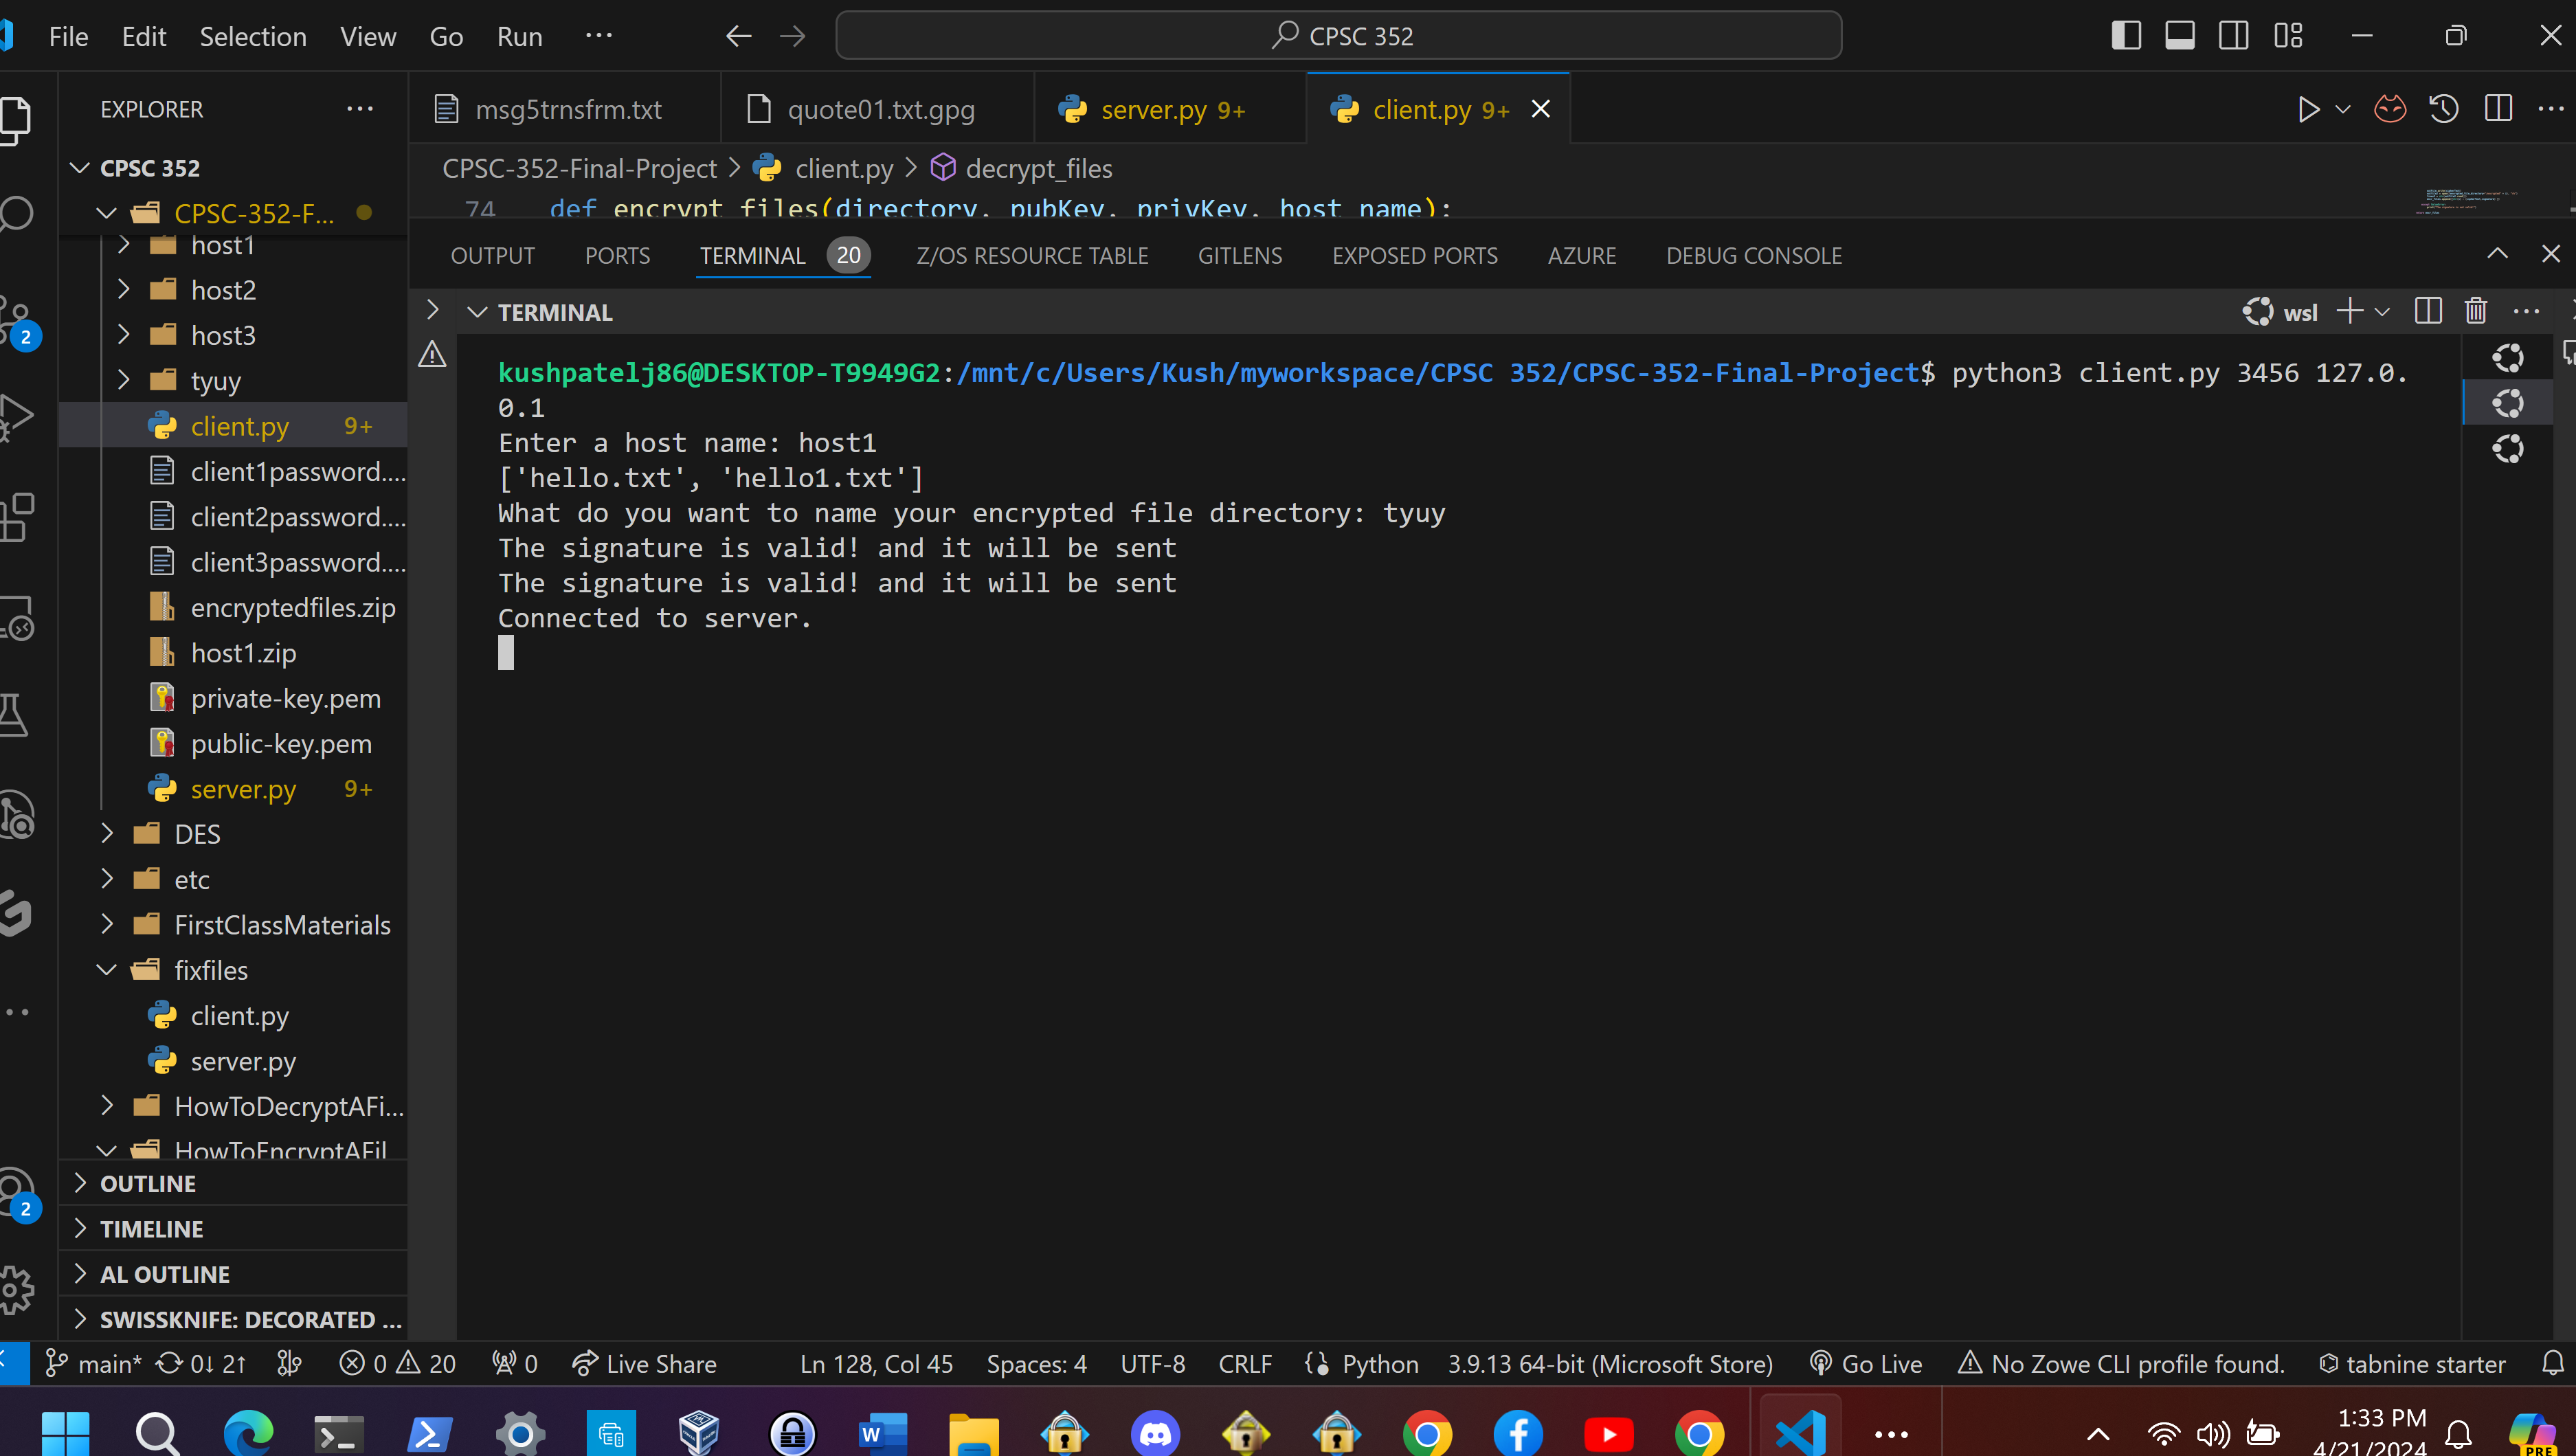 File Edit Selection View Go Run ... CPSC 352
EXPLORER ...
msg5trnsfrm.txt quote01.txt.gpg server.py 9+ client.py 9+
CPSC 352
CPSC-352-Final-Project > client.py > decrypt_files
CPSC-352-F...
74 def encrypt_files(directory, pubKey, privKey, host_name):
host1
host2
host3
tyuy
client.py 9+
client1password....
client2password....
client3password....
encryptedfiles.zip
host1.zip
private-key.pem
public-key.pem
server.py 9+
DES
etc
FirstClassMaterials
fixfiles
client.py
server.py
HowToDecryptAFi...
HowToEncryptAFil
OUTLINE
TIMELINE
AL OUTLINE
SWISSKNIFE: DECORATED ...
2
2
OUTPUT PORTS TERMINAL 20 Z/OS RESOURCE TABLE GITLENS EXPOSED PORTS AZURE DEBUG CONSOLE
TERMINAL wsl
kushpatelj86@DESKTOP-T9949G2:/mnt/c/Users/Kush/myworkspace/CPSC 352/CPSC-352-Final-Project$ python3 client.py 3456 127.0.
0.1
Enter a host name: host1
['hello.txt', 'hello1.txt']
What do you want to name your encrypted file directory: tyuy
The signature is valid! and it will be sent
The signature is valid! and it will be sent
Connected to server.
main* 0↓ 2↑ 0 20 0 Live Share Ln 128, Col 45 Spaces: 4 UTF-8 CRLF Python 3.9.13 64-bit (Microsoft Store) Go Live No Zowe CLI profile found. tabnine starter
1:33 PM
4/21/2024
PRE